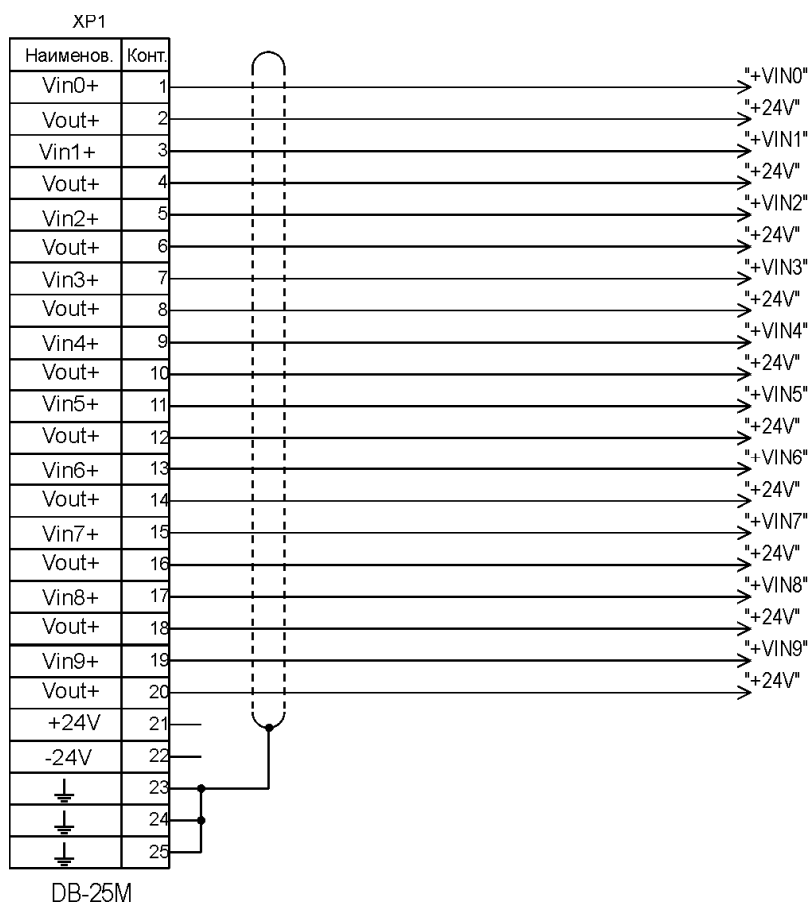 XP1
Наименов. Конт.
Vin0+ 1 "+VIN0"
Vout+ 2 "+24V"
Vin1+ 3 "+VIN1"
Vout+ 4 "+24V"
Vin2+ 5 "+VIN2"
Vout+ 6 "+24V"
Vin3+ 7 "+VIN3"
Vout+ 8 "+24V"
Vin4+ 9 "+VIN4"
Vout+ 10 "+24V"
Vin5+ 11 "+VIN5"
Vout+ 12 "+24V"
Vin6+ 13 "+VIN6"
Vout+ 14 "+24V"
Vin7+ 15 "+VIN7"
Vout+ 16 "+24V"
Vin8+ 17 "+VIN8"
Vout+ 18 "+24V"
Vin9+ 19 "+VIN9"
Vout+ 20 "+24V"
+24V 21
-24V 22
23
24
25
DB-25M